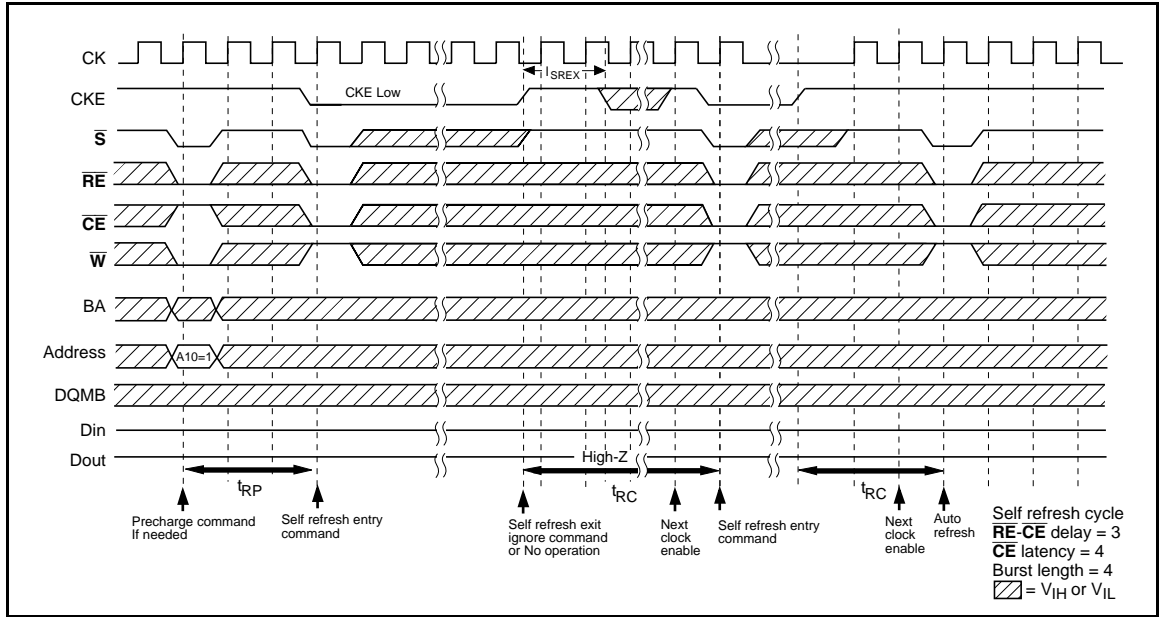 CK
lSREX
CKE
CKE Low
S
RE
CE
W
BA
Address
A10=1
DQMB
Din
Dout
High-Z
tRP
tRC
tRC
Precharge command
If needed
Self refresh entry
command
Self refresh exit
ignore command
or No operation
Next
clock
enable
Self refresh entry
command
Next
clock
enable
Auto
refresh
Self refresh cycle
RE-CE delay = 3
CE latency = 4
Burst length = 4
= VIH or VIL